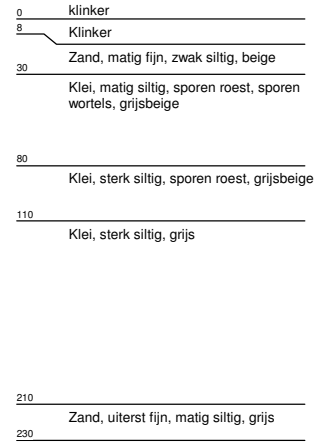 klinker
0
8
Klinker
Zand, matig fijn, zwak siltig, beige
30
Klei, matig siltig, sporen roest, sporen
wortels, grijsbeige
80
Klei, sterk siltig, sporen roest, grijsbeige
110
Klei, sterk siltig, grijs
210
Zand, uiterst fijn, matig siltig, grijs
230